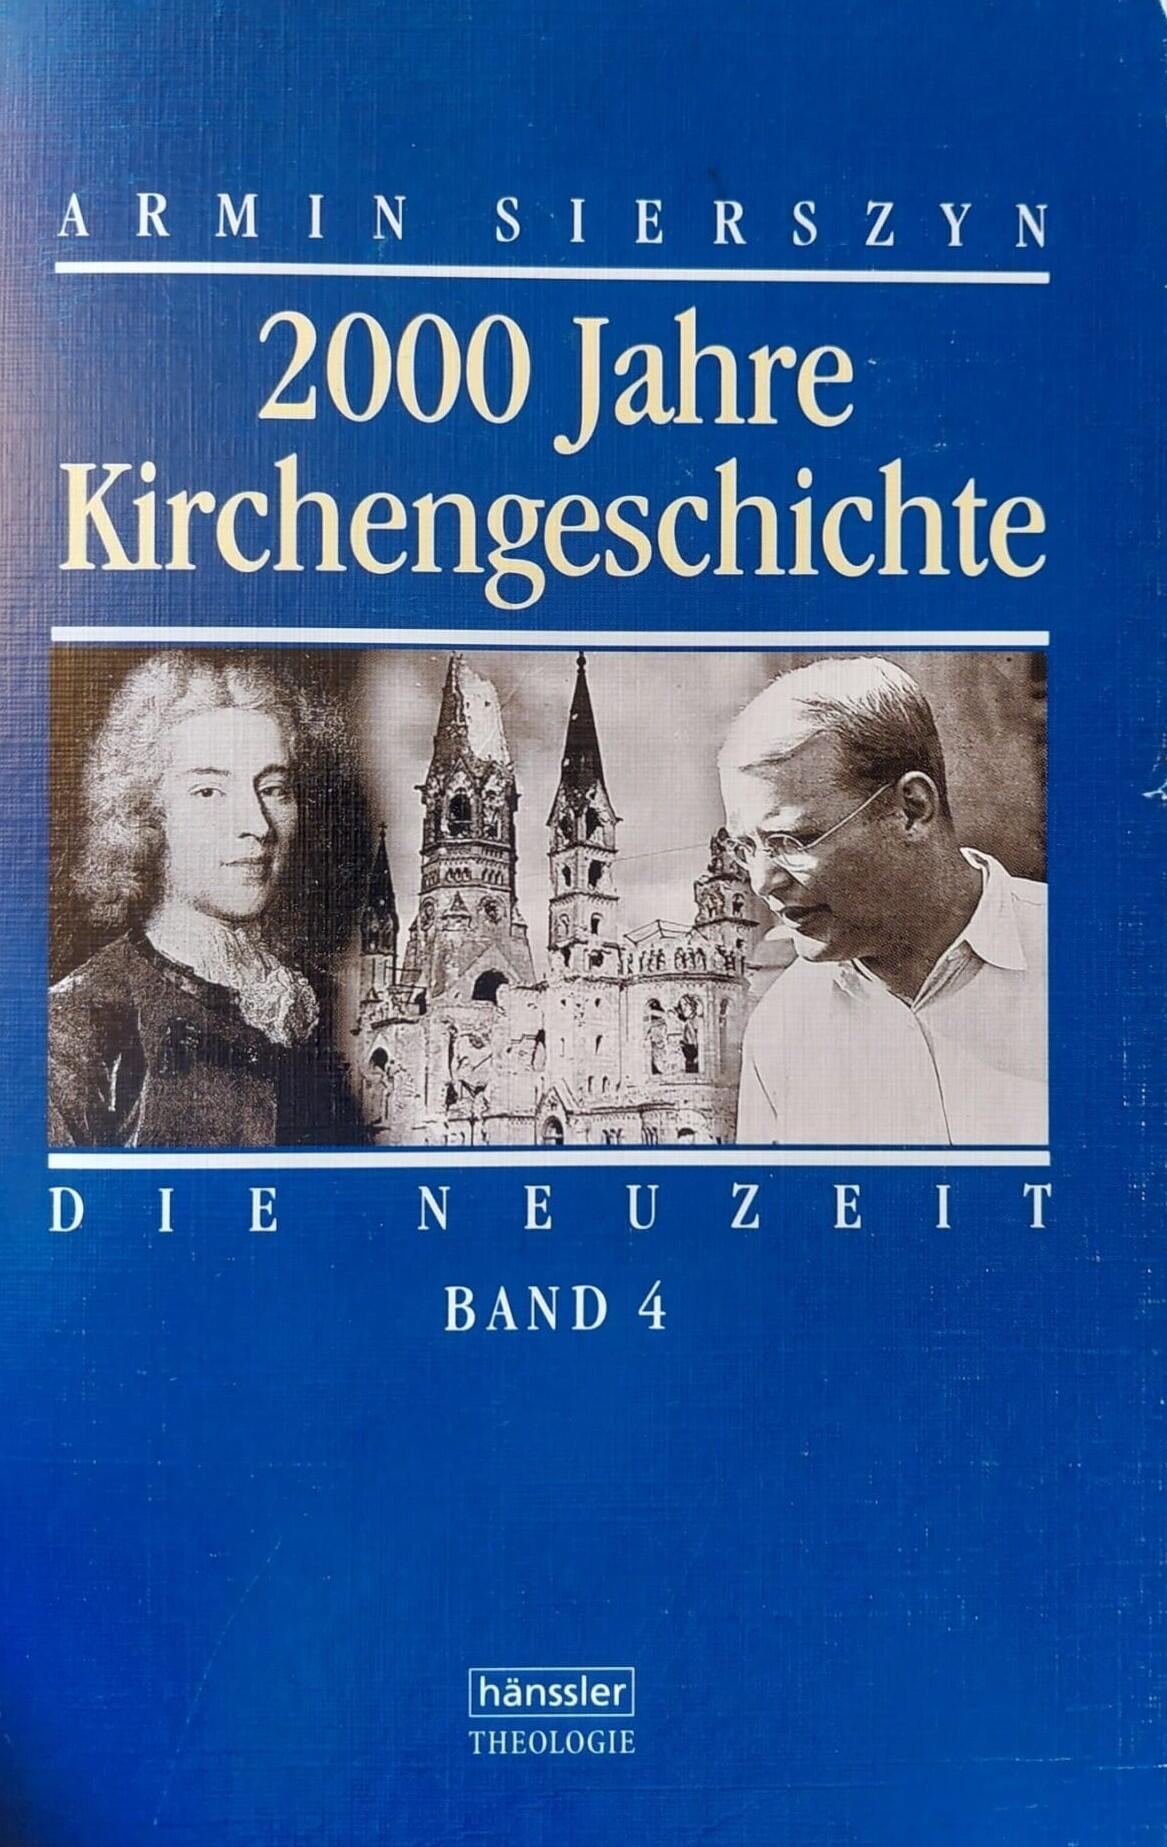 ARMIN SIERSZYN
2000 Jahre
Kirchengeschichte
DIE NEUZEIT
BAND 4
hänssler
THEOLOGIE